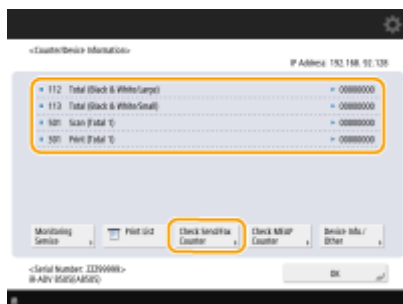 <Counter/Device Information>
IP Address: 192.168.92.128
112 Total (Black & White/Large) 00000000
113 Total (Black & White/Small) 00000000
501 Scan (Total 1) 00000000
301 Print (Total 1) 00000000
Monitoring Service
Print List
Check Send/Fax Counter
Check MEAP Counter
Device Info./Other
<Serial Number:
OK